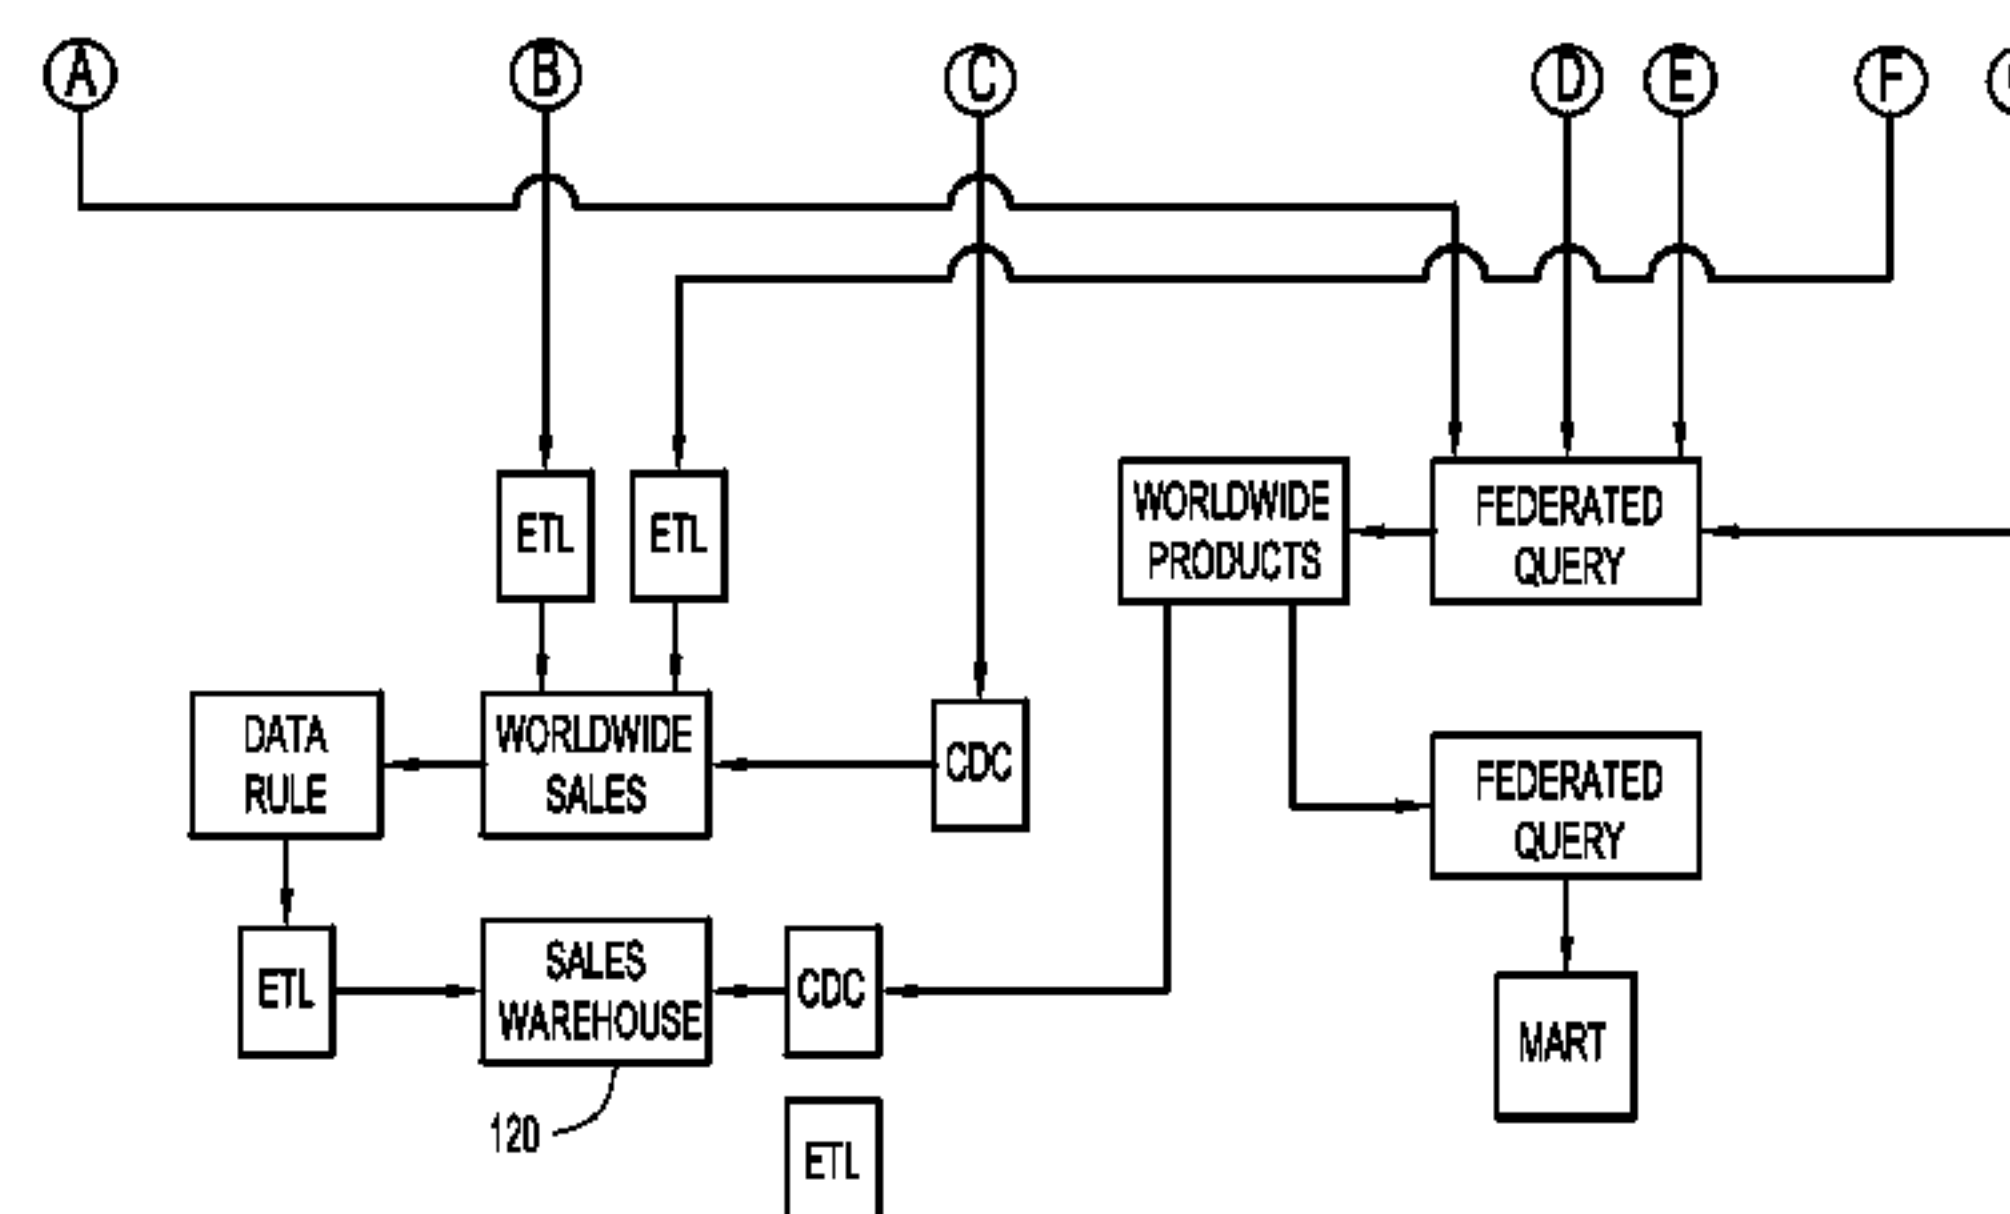 A B C D E F
ETL ETL
WORLDWIDE
PRODUCTS
FEDERATED
QUERY
DATA
RULE
WORLDWIDE
SALES
CDC
FEDERATED
QUERY
ETL
SALES
WAREHOUSE
CDC
MART
120
ETL